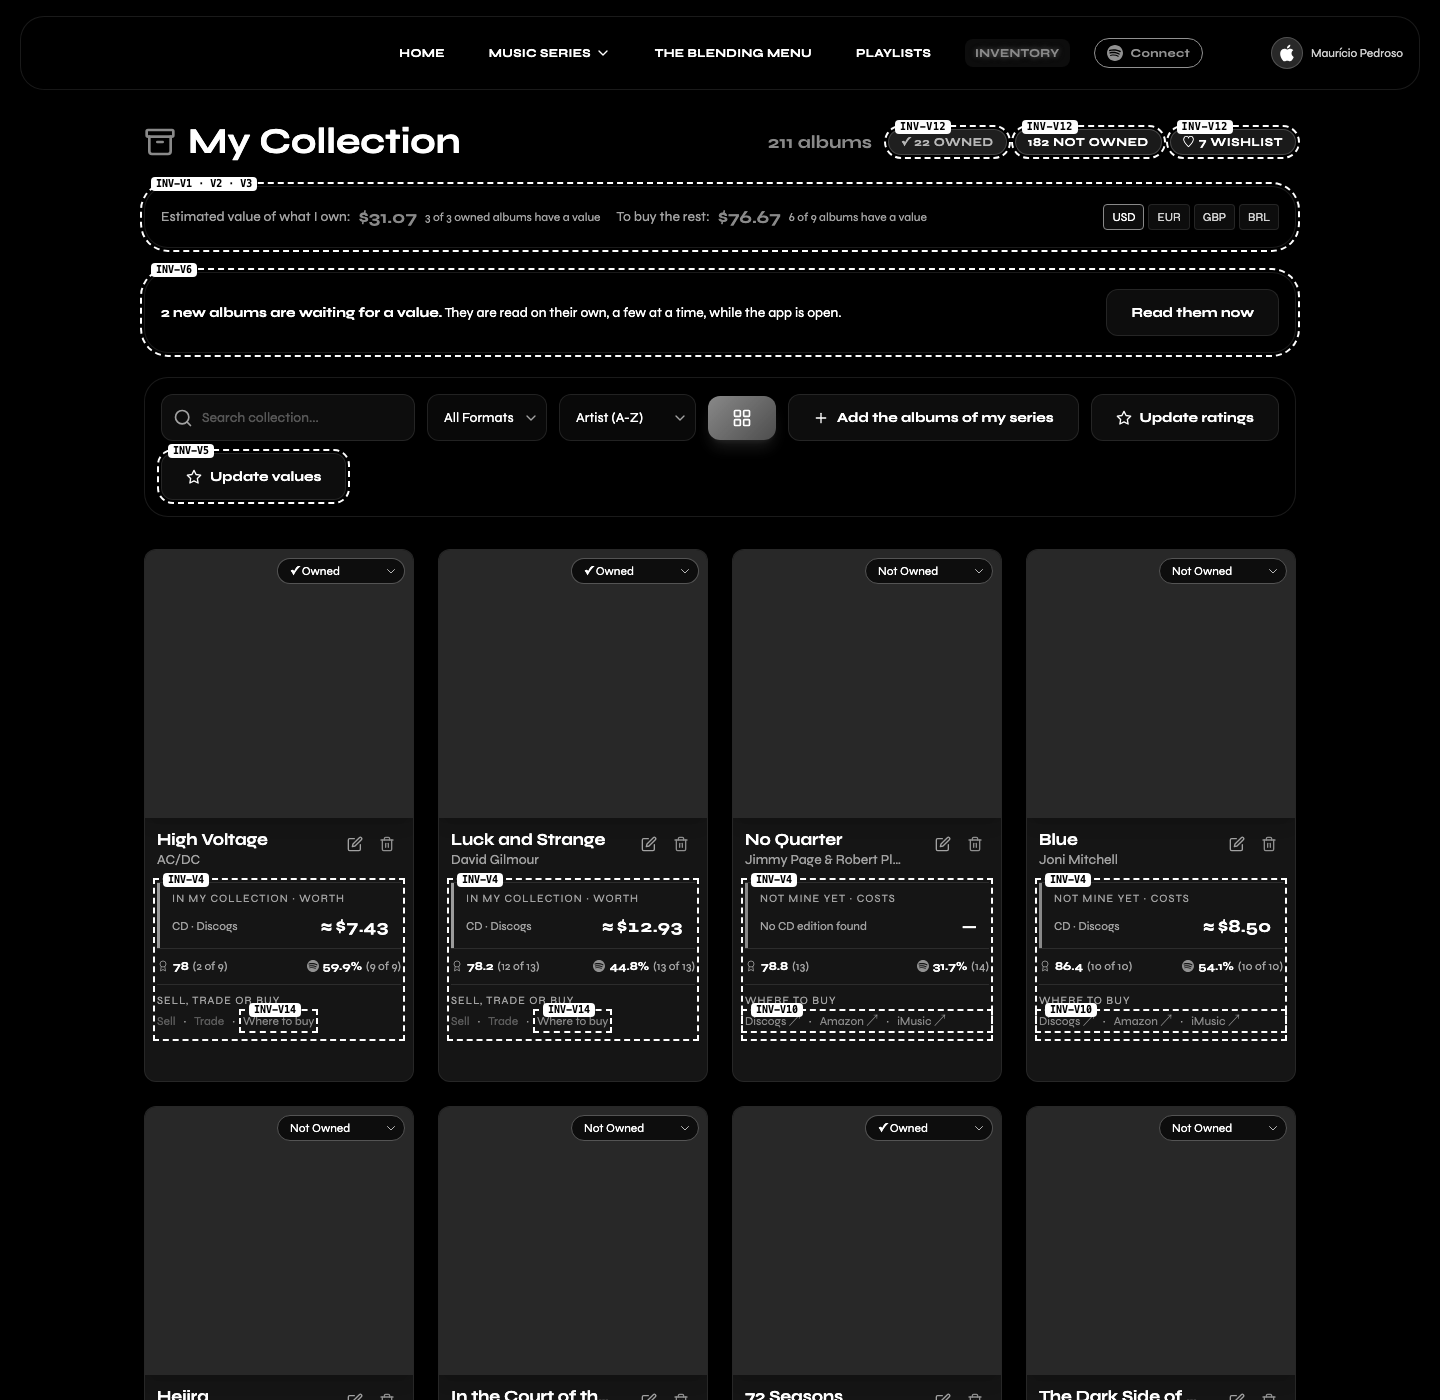 HOME MUSIC SERIES THE BLENDING MENU PLAYLISTS INVENTORY Connect Maurício Pedroso
My Collection
211 albums
INV-V12 INV-V12 INV-V12
✓ 22 OWNED 182 NOT OWNED ♡ 7 WISHLIST
INV-V1 · V2 · V3
Estimated value of what I own: $31.07 3 of 3 owned albums have a value To buy the rest: $76.67 6 of 9 albums have a value USD EUR GBP BRL
INV-V6
2 new albums are waiting for a value. They are read on their own, a few at a time, while the app is open. Read them now
Search collection... All Formats Artist (A-Z) + Add the albums of my series Update ratings
INV-V5
Update values
✓ Owned ✓ Owned Not Owned Not Owned
High Voltage Luck and Strange No Quarter Blue
AC/DC David Gilmour Jimmy Page & Robert Pl... Joni Mitchell
INV-V4 INV-V4 INV-V4 INV-V4
IN MY COLLECTION · WORTH IN MY COLLECTION · WORTH NOT MINE YET · COSTS NOT MINE YET · COSTS
CD · Discogs ≈ $7.43 CD · Discogs ≈ $12.93 No CD edition found — CD · Discogs ≈ $8.50
78 (2 of 9) 59.9% (9 of 9) 78.2 (12 of 13) 44.8% (13 of 13) 78.8 (13) 31.7% (14) 86.4 (10 of 10) 54.1% (10 of 10)
SELL, TRADE OR BUY SELL, TRADE OR BUY WHERE TO BUY WHERE TO BUY
INV-V14 INV-V14 INV-V10 INV-V10
Sell · Trade · Where to buy Sell · Trade · Where to buy Discogs ↗ · Amazon ↗ · iMusic ↗ Discogs ↗ · Amazon ↗ · iMusic ↗
Not Owned Not Owned ✓ Owned Not Owned
Hejira In the Court of th... 72 Seasons The Dark Side of ...